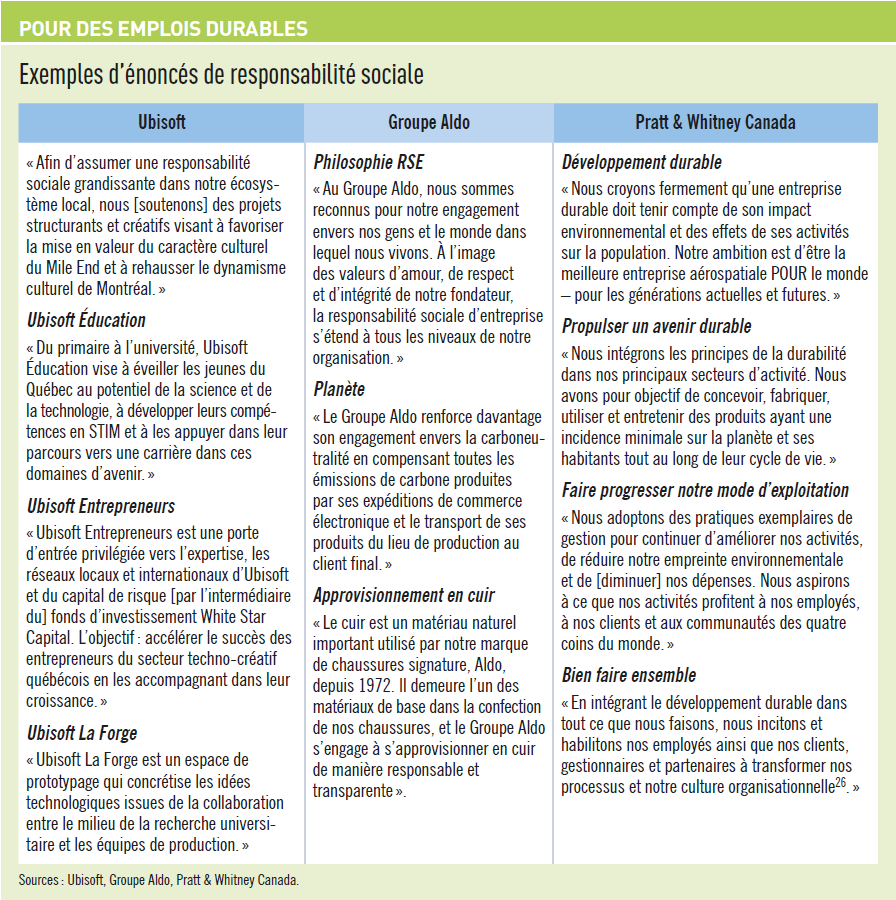 POUR DES EMPLOIS DURABLES
Exemples d’énoncés de responsabilité sociale
Ubisoft
« Afin d’assumer une responsabilité
sociale grandissante dans notre écosys-
tème local, nous [soutenons] des projets
structurants et créatifs visant à favoriser
la mise en valeur du caractère culturel
du Mile End et à rehausser le dynamisme
culturel de Montréal. »
Ubisoft Éducation
« Du primaire à l’université, Ubisoft
Éducation vise à éveiller les jeunes du
Québec au potentiel de la science et de
la technologie, à développer leurs compé-
tences en STIM et à les appuyer dans leur
parcours vers une carrière dans ces
domaines d’avenir. »
Ubisoft Entrepreneurs
« Ubisoft Entrepreneurs est une porte
d’entrée privilégiée vers l’expertise, les
réseaux locaux et internationaux d’Ubisoft
et du capital de risque [par l’intermédiaire
du] fonds d’investissement White Star
Capital. L’objectif : accélérer le succès des
entrepreneurs du secteur techno-créatif
québécois en les accompagnant dans leur
croissance. »
Ubisoft La Forge
« Ubisoft La Forge est un espace de
prototypage qui concrétise les idées
technologiques issues de la collaboration
entre le milieu de la recherche universi-
taire et les équipes de production. »
Groupe Aldo
Philosophie RSE
« Au Groupe Aldo, nous sommes
reconnus pour notre engagement
envers nos gens et le monde dans
lequel nous vivons. À l’image
des valeurs d’amour, de respect
et d’intégrité de notre fondateur,
la responsabilité sociale d’entreprise
s’étend à tous les niveaux de notre
organisation. »
Planète
« Le Groupe Aldo renforce davantage
son engagement envers la carboneu-
tralité en compensant toutes les
émissions de carbone produites
par ses expéditions de commerce
électronique et le transport de ses
produits du lieu de production au
client final. »
Approvisionnement en cuir
« Le cuir est un matériau naturel
important utilisé par notre marque
de chaussures signature, Aldo,
depuis 1972. Il demeure l’un des
matériaux de base dans la confection
de nos chaussures, et le Groupe Aldo
s’engage à s’approvisionner en cuir
de manière responsable et
transparente ».
Pratt & Whitney Canada
Développement durable
« Nous croyons fermement qu’une entreprise
durable doit tenir compte de son impact
environnemental et des effets de ses activités
sur la population. Notre ambition est d’être la
meilleure entreprise aérospatiale POUR le monde
– pour les générations actuelles et futures. »
Propulser un avenir durable
« Nous intégrons les principes de la durabilité
dans nos principaux secteurs d’activité. Nous
avons pour objectif de concevoir, fabriquer,
utiliser et entretenir des produits ayant une
incidence minimale sur la planète et ses
habitants tout au long de leur cycle de vie. »
Faire progresser notre mode d’exploitation
« Nous adoptons des pratiques exemplaires de
gestion pour continuer d’améliorer nos activités,
de réduire notre empreinte environnementale
et de [diminuer] nos dépenses. Nous aspirons
à ce que nos activités profitent à nos employés,
à nos clients et aux communautés des quatre
coins du monde. »
Bien faire ensemble
« En intégrant le développement durable dans
tout ce que nous faisons, nous incitons et
habilitons nos employés ainsi que nos clients,
gestionnaires et partenaires à transformer nos
processus et notre culture organisationnelle26. »
Sources : Ubisoft, Groupe Aldo, Pratt & Whitney Canada.